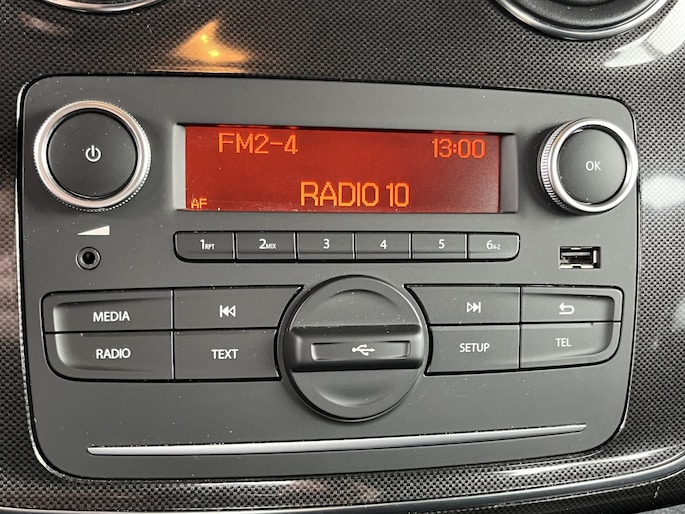 FM2-4 13:00
AF RADIO 10
OK
1RPT 2MIX 3 4 5 6A-Z
MEDIA
RADIO TEXT SETUP TEL